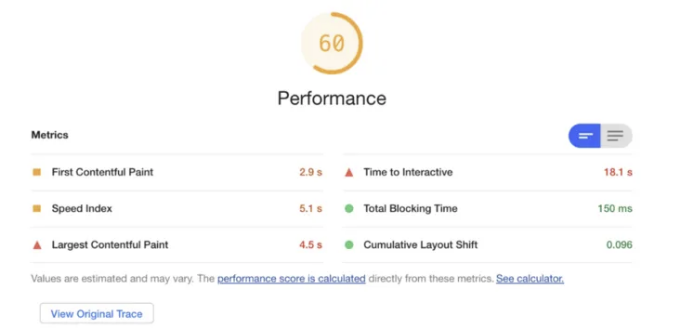 60
Performance
Metrics
First Contentful Paint 2.9 s
Time to Interactive 18.1 s
Speed Index 5.1 s
Total Blocking Time 150 ms
Largest Contentful Paint 4.5 s
Cumulative Layout Shift 0.096
Values are estimated and may vary. The performance score is calculated directly from these metrics. See calculator.
View Original Trace